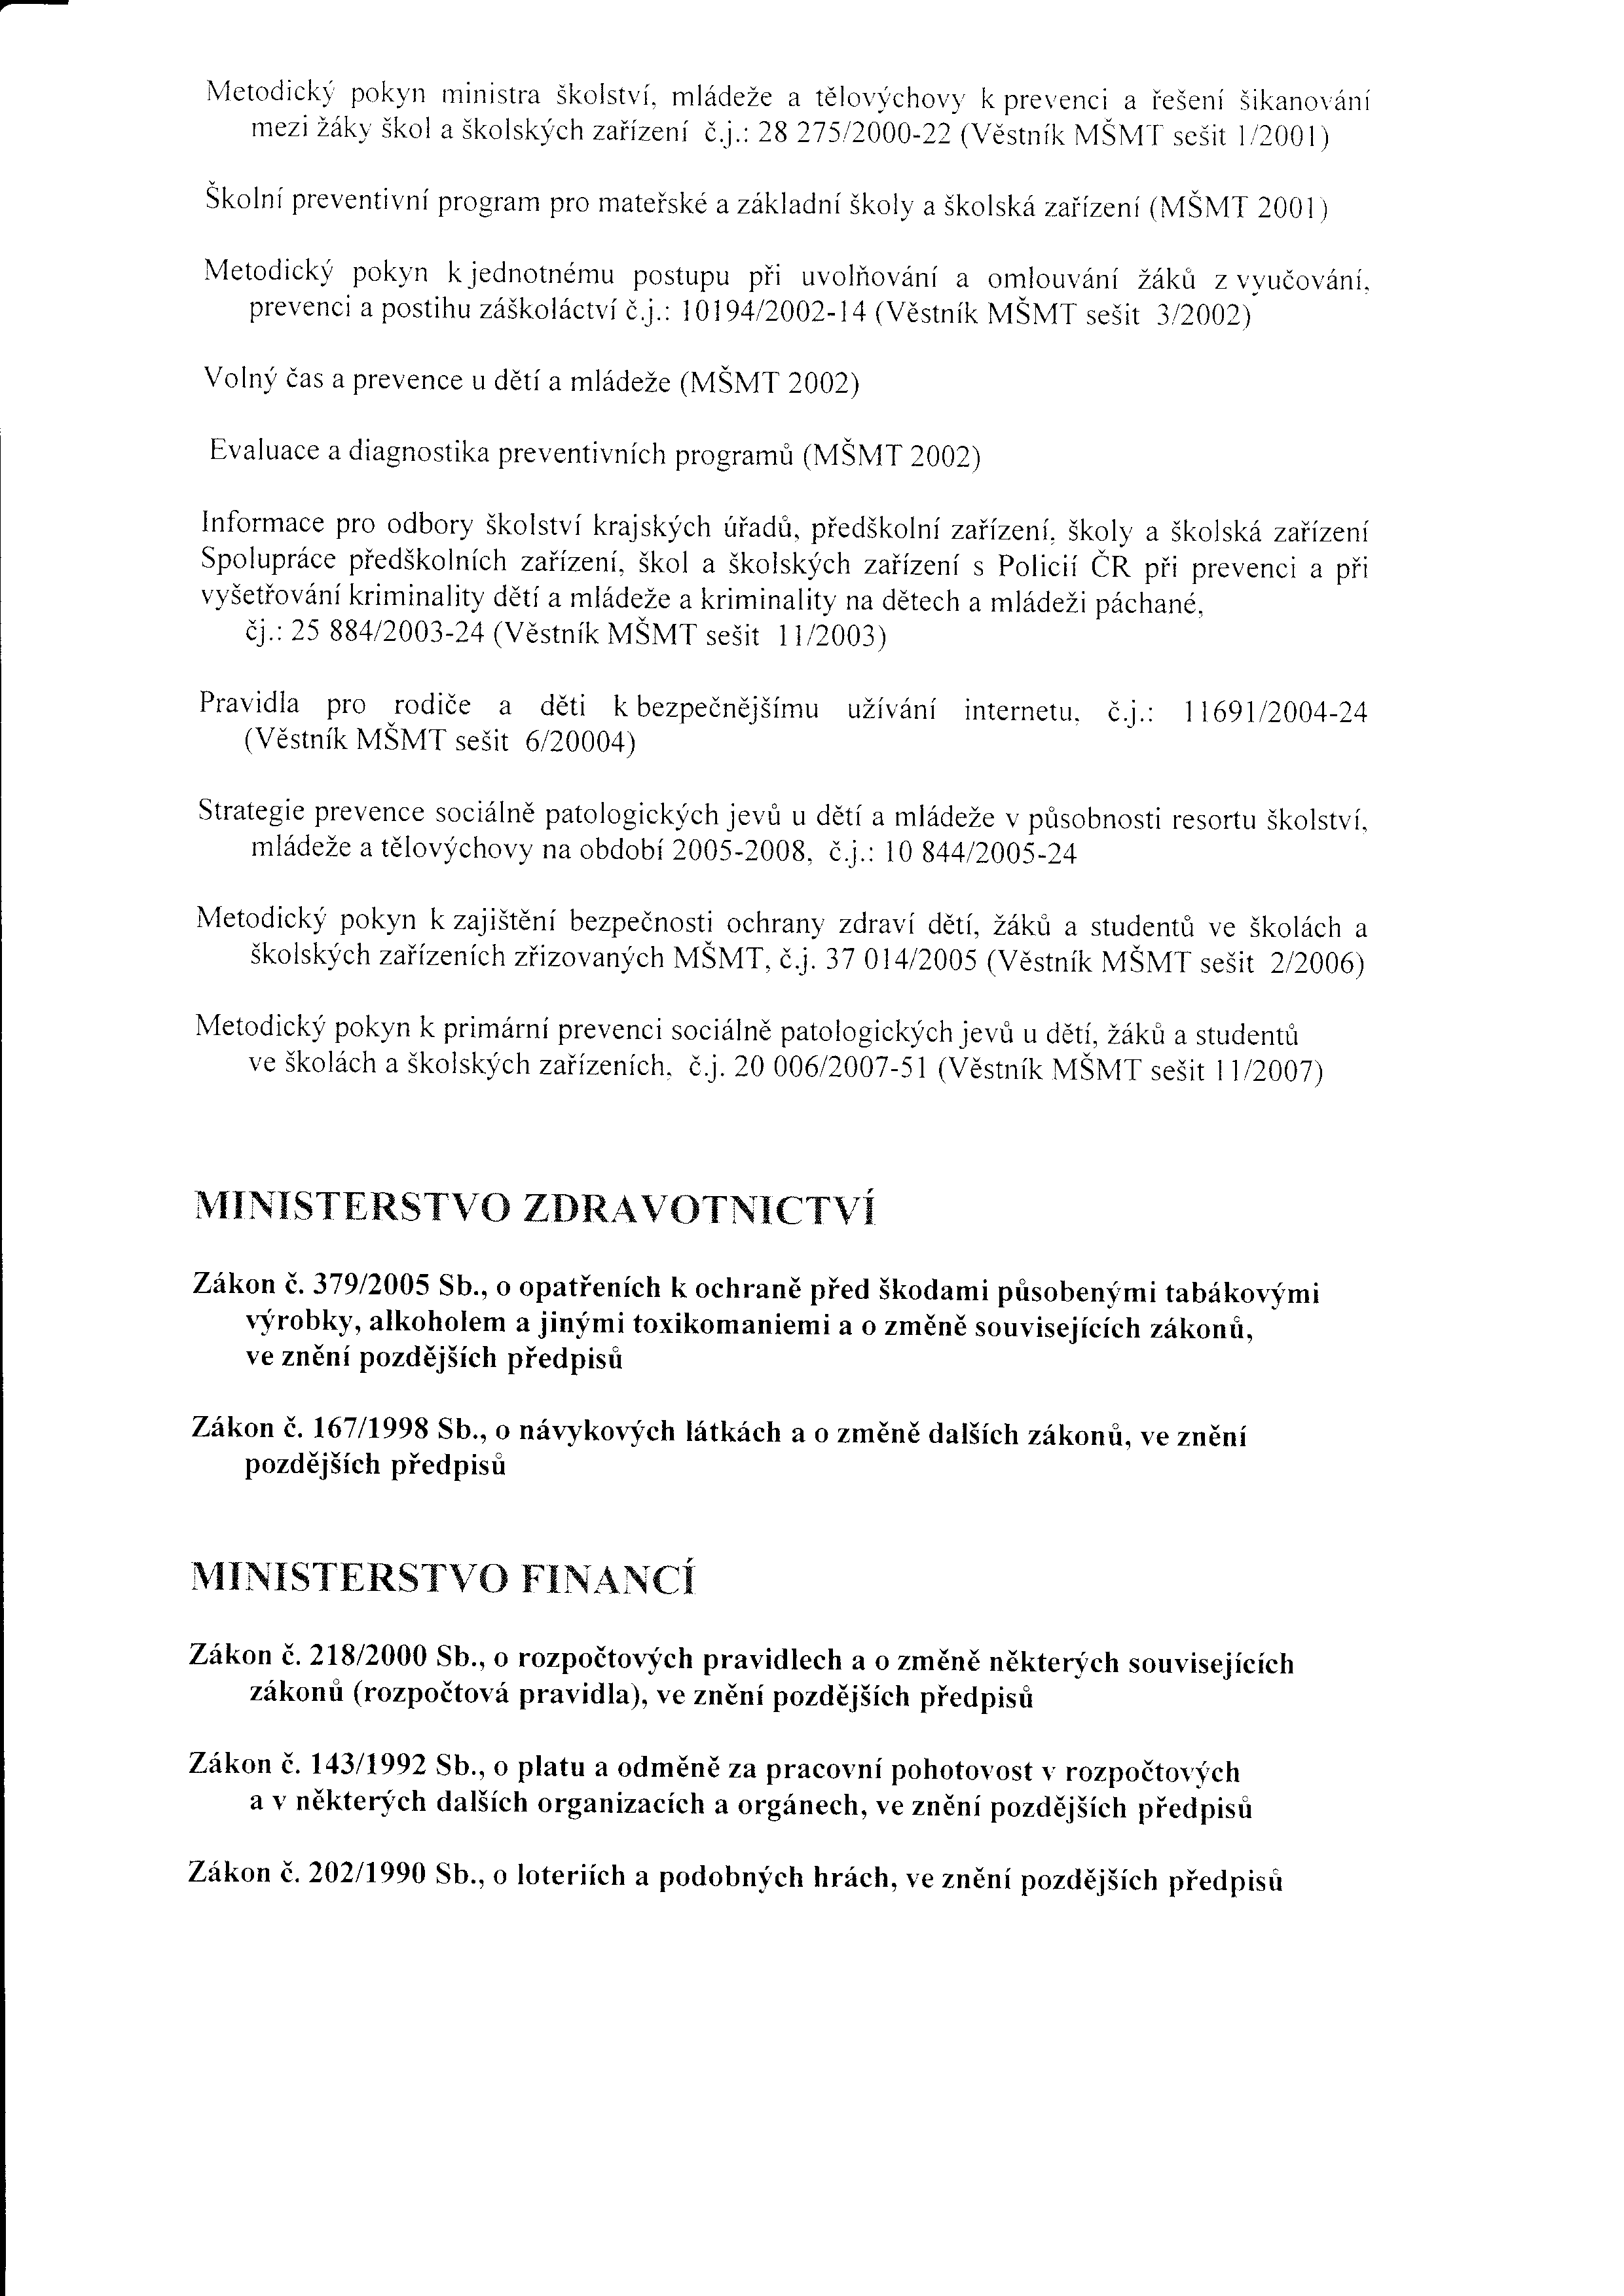 Metodický pokyn ministra školství, mládeže a tělovýchovy k prevenci a řešení šikanování
mezi žáky škol a školských zařízení č.j.: 28 275/2000-22 (Věstník MŠMT sešit 1/2001)
Školní preventivní program pro mateřské a základní školy a školská zařízení (MŠMT 2001)
Metodický pokyn k jednotnému postupu při uvolňování a omlouvání žáků z vyučování,
prevenci a postihu záškoláctví č.j.: 10194/2002-14 (Věstník MŠMT sešit 3/2002)
Volný čas a prevence u dětí a mládeže (MŠMT 2002)
Evaluace a diagnostika preventivních programů (MŠMT 2002)
Informace pro odbory školství krajských úřadů, předškolní zařízení, školy a školská zařízení
Spolupráce předškolních zařízení, škol a školských zařízení s Policií ČR při prevenci a při
vyšetřování kriminality dětí a mládeže a kriminality na dětech a mládeži páchané,
čj.: 25 884/2003-24 (Věstník MŠMT sešit 11/2003)
Pravidla pro rodiče a děti k bezpečnějšímu užívání internetu, č.j.: 11691/2004-24
(Věstník MŠMT sešit 6/20004)
Strategie prevence sociálně patologických jevů u dětí a mládeže v působnosti resortu školství,
mládeže a tělovýchovy na období 2005-2008, č.j.: 10 844/2005-24
Metodický pokyn k zajištění bezpečnosti ochrany zdraví dětí, žáků a studentů ve školách a
školských zařízeních zřizovaných MŠMT, č.j. 37 014/2005 (Věstník MŠMT sešit 2/2006)
Metodický pokyn k primární prevenci sociálně patologických jevů u dětí, žáků a studentů
ve školách a školských zařízeních, č.j. 20 006/2007-51 (Věstník MŠMT sešit 11/2007)
MINISTERSTVO ZDRAVOTNICTVÍ
Zákon č. 379/2005 Sb., o opatřeních k ochraně před škodami působenými tabákovými
výrobky, alkoholem a jinými toxikomaniemi a o změně souvisejících zákonů,
ve znění pozdějších předpisů
Zákon č. 167/1998 Sb., o návykových látkách a o změně dalších zákonů, ve znění
pozdějších předpisů
MINISTERSTVO FINANCÍ
Zákon č. 218/2000 Sb., o rozpočtových pravidlech a o změně některých souvisejících
zákonů (rozpočtová pravidla), ve znění pozdějších předpisů
Zákon č. 143/1992 Sb., o platu a odměně za pracovní pohotovost v rozpočtových
a v některých dalších organizacích a orgánech, ve znění pozdějších předpisů
Zákon č. 202/1990 Sb., o loteriích a podobných hrách, ve znění pozdějších předpisů